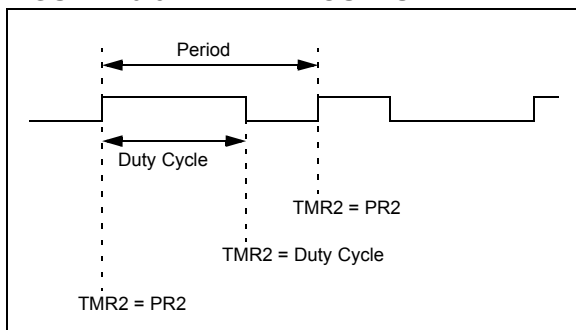 Period
Duty Cycle
TMR2 = PR2
TMR2 = Duty Cycle
TMR2 = PR2